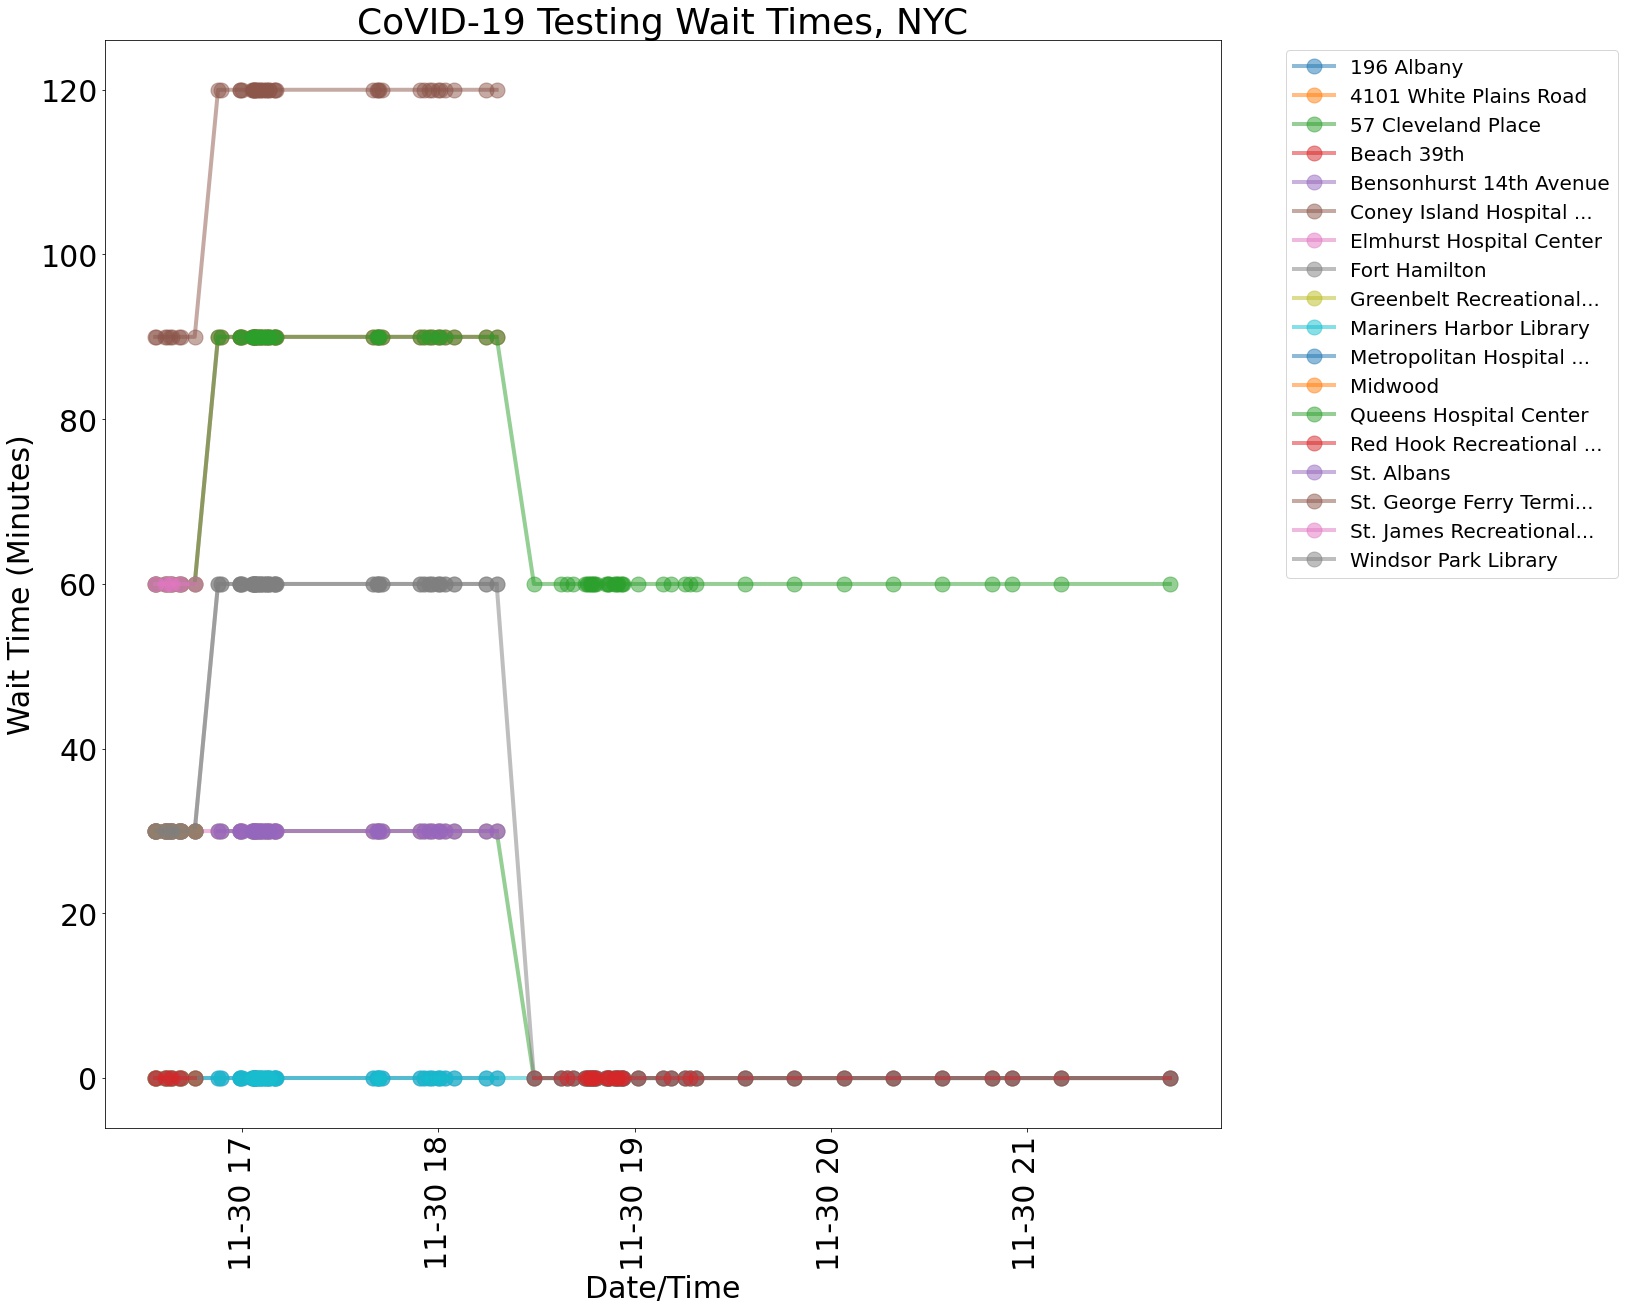 CoVID-19 Testing Wait Times, NYC
Wait Time (Minutes)
120
100
80
60
40
20
0
11-30 17
11-30 18
11-30 19
11-30 20
11-30 21
Date/Time
196 Albany
4101 White Plains Road
57 Cleveland Place
Beach 39th
Bensonhurst 14th Avenue
Coney Island Hospital ...
Elmhurst Hospital Center
Fort Hamilton
Greenbelt Recreational...
Mariners Harbor Library
Metropolitan Hospital ...
Midwood
Queens Hospital Center
Red Hook Recreational ...
St. Albans
St. George Ferry Termi...
St. James Recreational...
Windsor Park Library